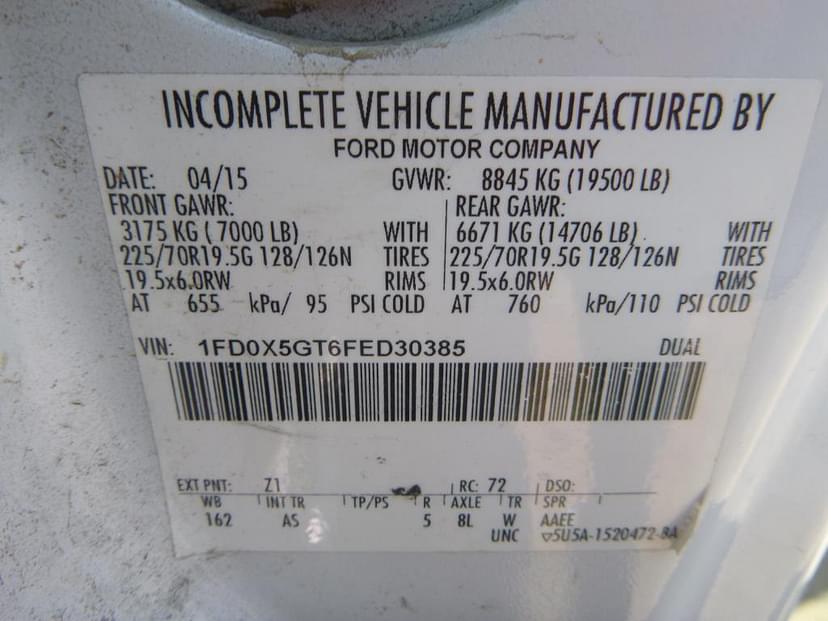 INCOMPLETE VEHICLE MANUFACTURED BY
FORD MOTOR COMPANY
DATE: 04/15 GVWR: 8845 KG (19500 LB)
FRONT GAWR: REAR GAWR:
3175 KG ( 7000 LB) WITH 6671 KG (14706 LB) WITH
225/70R19.5G 128/126N TIRES 225/70R19.5G 128/126N TIRES
19.5x6.0RW RIMS 19.5x6.0RW RIMS
AT 655 kPa/ 95 PSI COLD AT 760 kPa/110 PSI COLD
VIN: 1FD0X5GT6FED30385 DUAL
EXT PNT: Z1 RC: 72 DSO:
WB INT TR TP/PS R AXLE TR SPR
162 AS 5 8L W AAEE
UNC ▽5U5A-1520472-BA